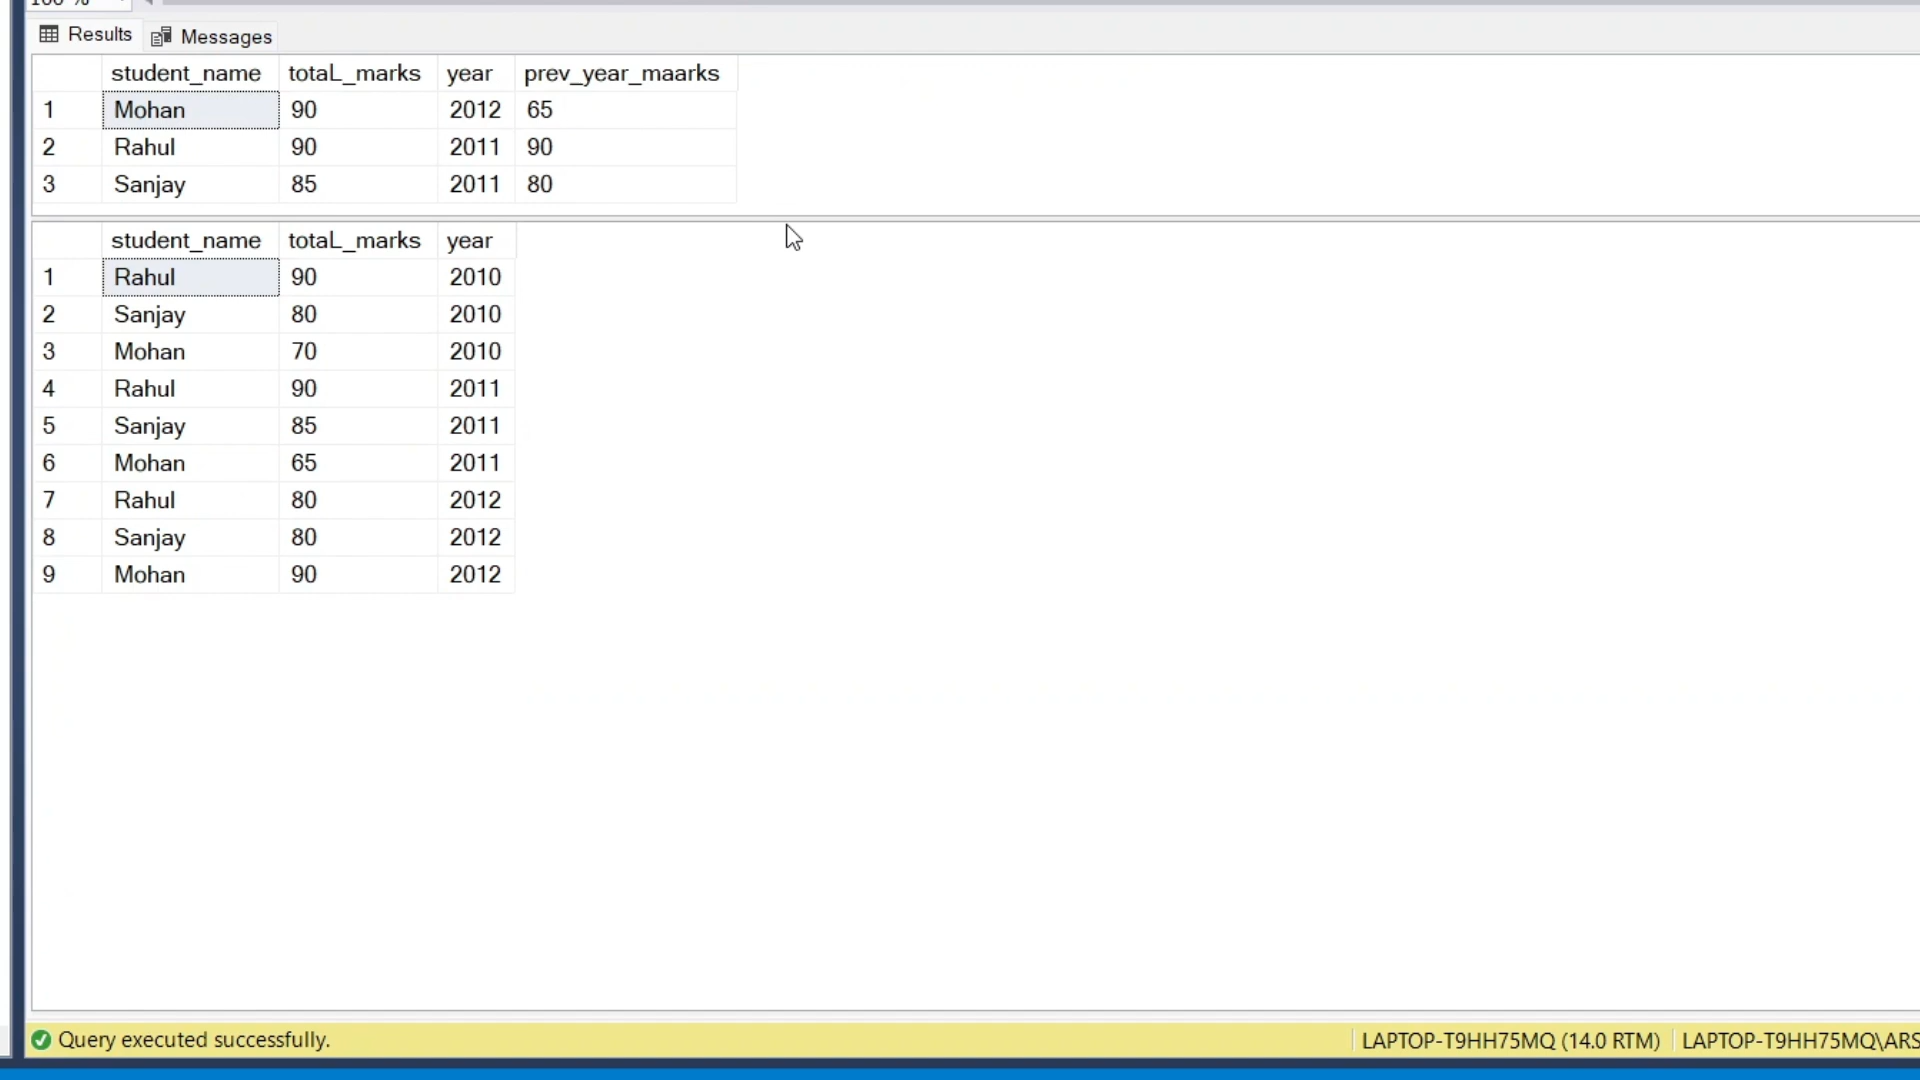 Results Messages
student_name totaL_marks year prev_year_maarks
1 Mohan 90 2012 65
2 Rahul 90 2011 90
3 Sanjay 85 2011 80
student_name totaL_marks year
1 Rahul 90 2010
2 Sanjay 80 2010
3 Mohan 70 2010
4 Rahul 90 2011
5 Sanjay 85 2011
6 Mohan 65 2011
7 Rahul 80 2012
8 Sanjay 80 2012
9 Mohan 90 2012
Query executed successfully. LAPTOP-T9HH75MQ (14.0 RTM) LAPTOP-T9HH75MQ\ARS